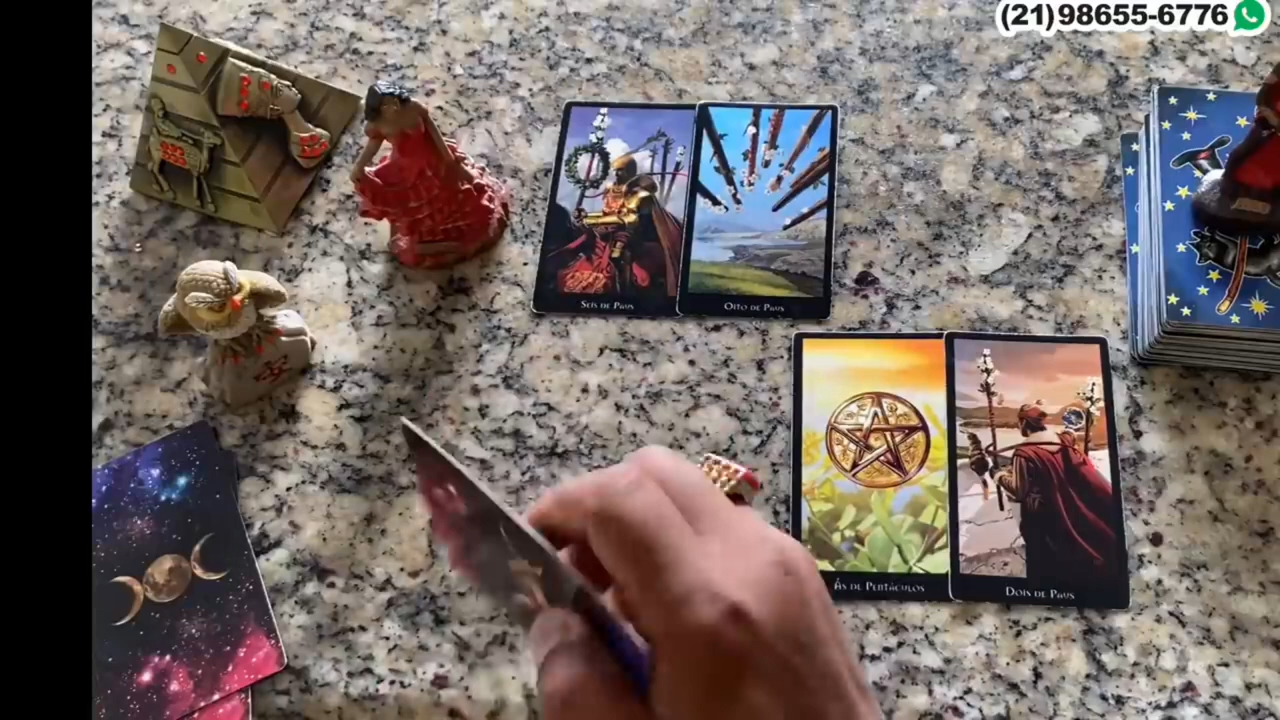 (21)98655-6776
Seis de Paus
Oito de Paus
Ás de Pentáculos
Dois de Paus